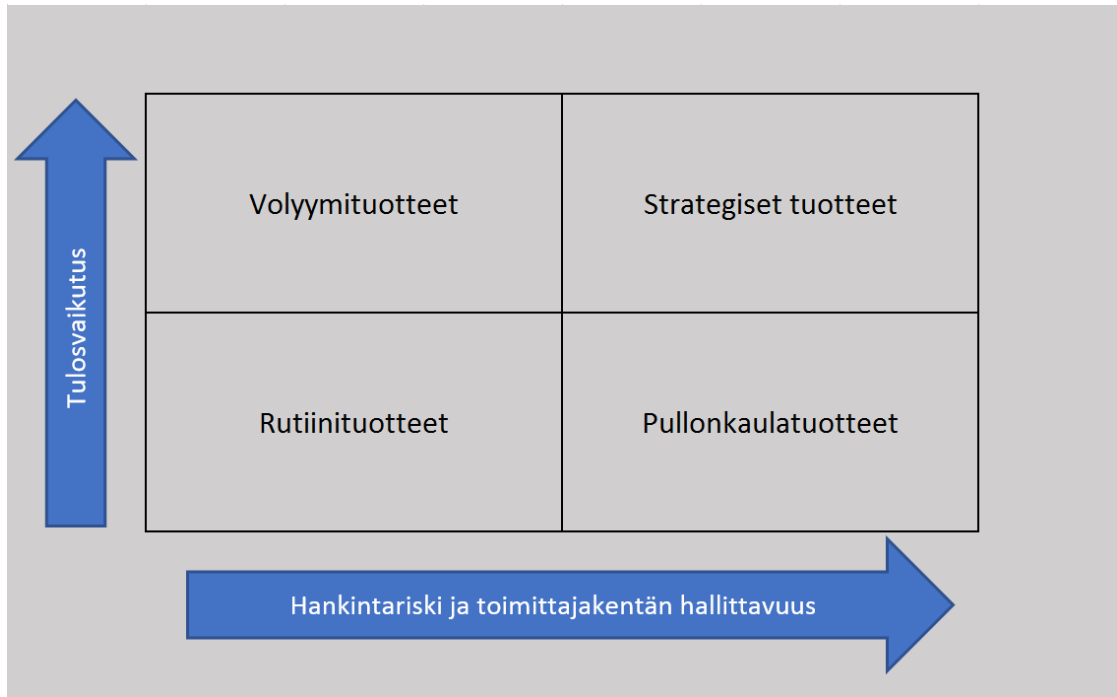 Volyymituotteet
Strategiset tuotteet
Tulosvaikutus
Rutiinituotteet
Pullonkaulatuotteet
Hankintariski ja toimittajakentän hallittavuus